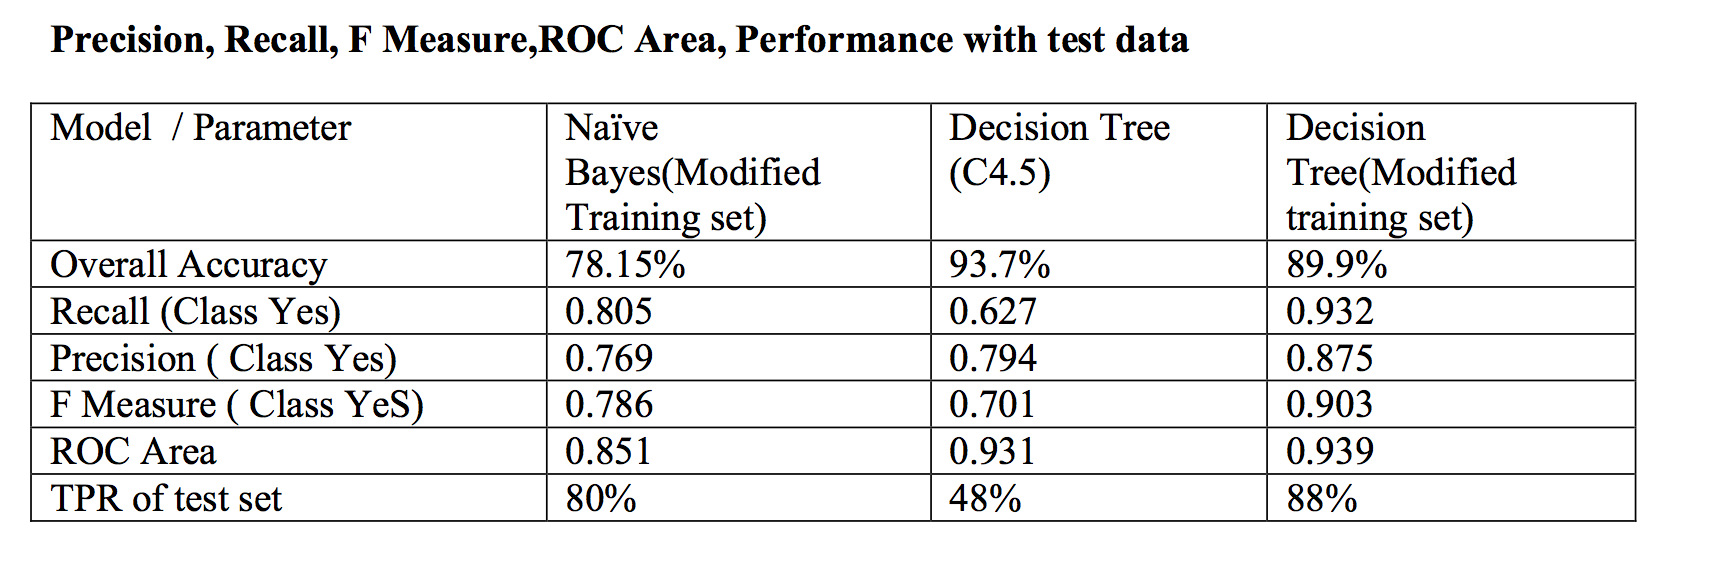 Precision, Recall, F Measure,ROC Area, Performance with test data
Model / Parameter
Naïve
Bayes(Modified
Training set)
Decision Tree
(C4.5)
Decision
Tree(Modified
training set)
Overall Accuracy 78.15% 93.7% 89.9%
Recall (Class Yes) 0.805 0.627 0.932
Precision ( Class Yes) 0.769 0.794 0.875
F Measure ( Class YeS) 0.786 0.701 0.903
ROC Area 0.851 0.931 0.939
TPR of test set 80% 48% 88%